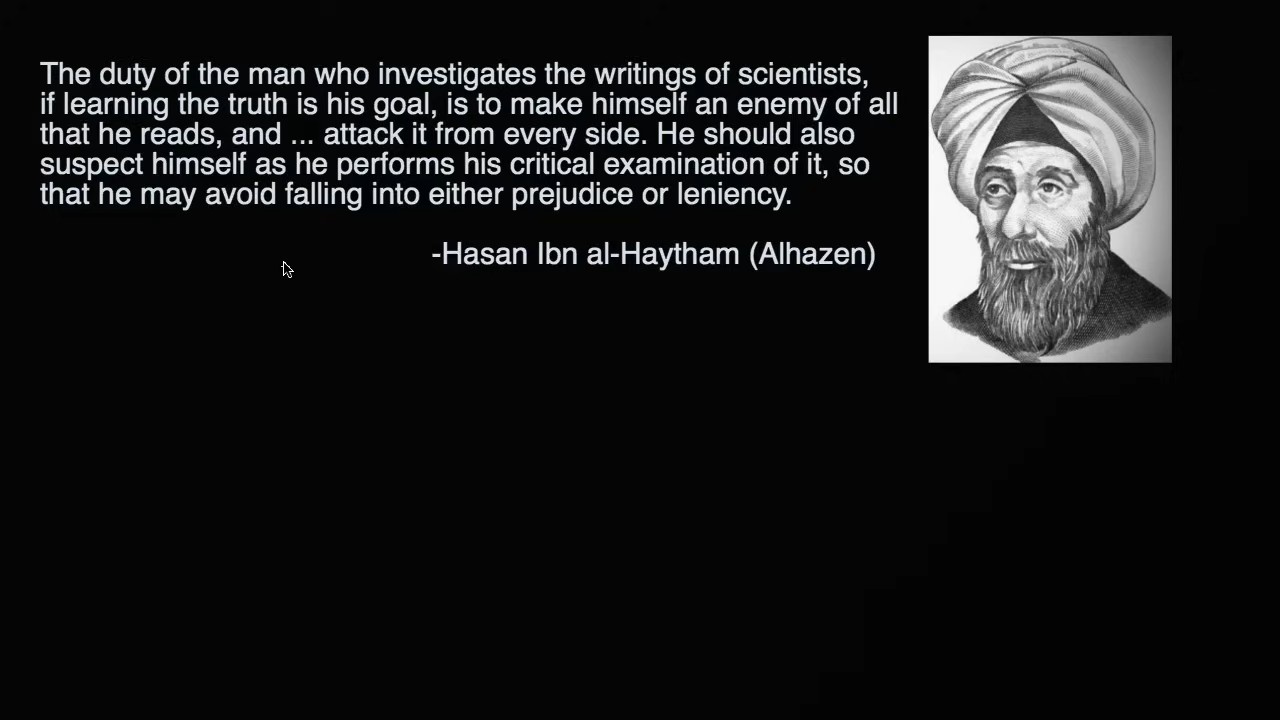 The duty of the man who investigates the writings of scientists,
if learning the truth is his goal, is to make himself an enemy of all
that he reads, and ... attack it from every side. He should also
suspect himself as he performs his critical examination of it, so
that he may avoid falling into either prejudice or leniency.
-Hasan Ibn al-Haytham (Alhazen)